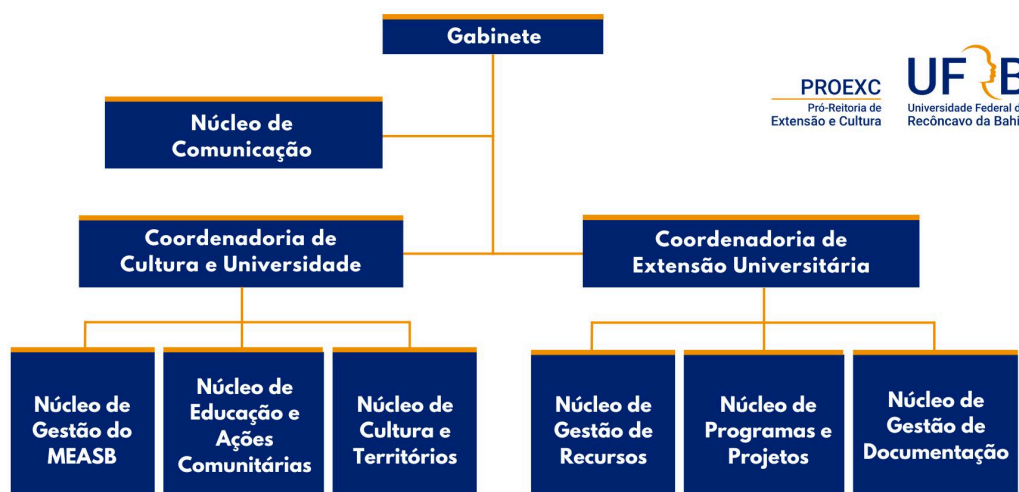 Gabinete
PROEXC
Pró-Reitoria de
Extensão e Cultura
UFRB
Universidade Federal d
Recôncavo da Bahi
Núcleo de
Comunicação
Coordenadoria de
Cultura e Universidade
Coordenadoria de
Extensão Universitária
Núcleo de
Gestão do
MEASB
Núcleo de
Educação e
Ações
Comunitárias
Núcleo de
Cultura e
Territórios
Núcleo de
Gestão de
Recursos
Núcleo de
Programas e
Projetos
Núcleo de
Gestão de
Documentação